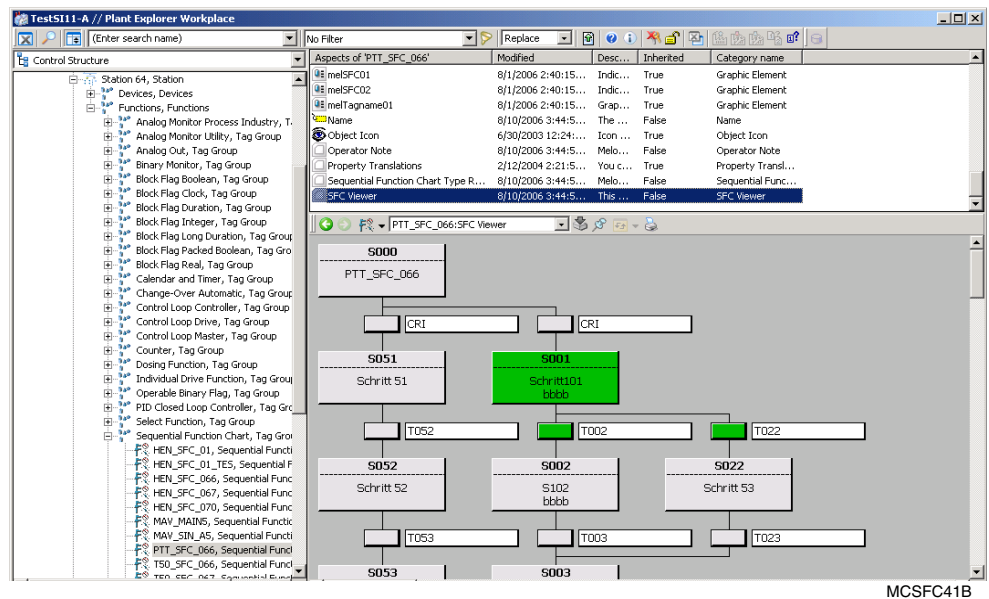 TestSI11-A // Plant Explorer Workplace
(Enter search name)
No Filter
Replace
Control Structure
Station 64, Station
Devices, Devices
Functions, Functions
Analog Monitor Process Industry, T
Analog Monitor Utility, Tag Group
Analog Out, Tag Group
Binary Monitor, Tag Group
Block Flag Boolean, Tag Group
Block Flag Clock, Tag Group
Block Flag Duration, Tag Group
Block Flag Integer, Tag Group
Block Flag Long Duration, Tag Group
Block Flag Packed Boolean, Tag Gro
Block Flag Real, Tag Group
Calendar and Timer, Tag Group
Change-Over Automatic, Tag Group
Control Loop Controller, Tag Group
Control Loop Drive, Tag Group
Control Loop Master, Tag Group
Counter, Tag Group
Dosing Function, Tag Group
Individual Drive Function, Tag Grou
Operable Binary Flag, Tag Group
PID Closed Loop Controller, Tag Gro
Select Function, Tag Group
Sequential Function Chart, Tag Grou
HEN_SFC_01, Sequential Functi
HEN_SFC_01_TES, Sequential F
HEN_SFC_066, Sequential Func
HEN_SFC_067, Sequential Func
HEN_SFC_070, Sequential Func
MAV_MAIN5, Sequential Functio
MAV_SIN_A5, Sequential Functi
PTT_SFC_066, Sequential Funct
T50_SFC_066, Sequential Func
T50_SFC_067, Sequential Funct
Aspects of 'PTT_SFC_066' Modified Desc... Inherited Category name
melSFC01 8/1/2006 2:40:15... Indic... True Graphic Element
melSFC02 8/1/2006 2:40:15... Indic... True Graphic Element
melTagname01 8/1/2006 2:40:15... Grap... True Graphic Element
Name 8/10/2006 3:44:5... The ... False Name
Object Icon 6/30/2003 12:24:... Icon ... True Object Icon
Operator Note 8/10/2006 3:44:5... Melo... False Operator Note
Property Translations 2/12/2004 2:21:5... You c... True Property Transl...
Sequential Function Chart Type R... 8/10/2006 3:44:5... Melo... False Sequential Func...
SFC Viewer 8/10/2006 3:44:5... This ... False SFC Viewer
PTT_SFC_066:SFC Viewer
S000
PTT_SFC_066
CRI CRI
S051 S001
Schritt 51 Schritt101
bbbb
T052 T002 T022
S052 S002 S022
Schritt 52 S102 Schritt 53
bbbb
T053 T003 T023
S053 S003
MCSFC41B